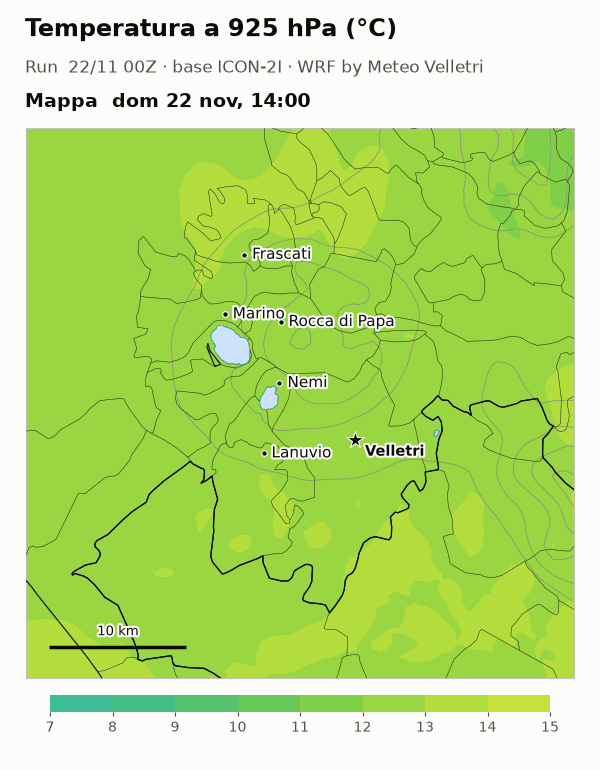 Temperatura a 925 hPa (°C)
Run  22/11 00Z · base ICON-2I · WRF by Meteo Velletri
Mappa  dom 22 nov, 14:00
Frascati
Marino
Rocca di Papa
Nemi
Velletri
Lanuvio
10 km
7 8 9 10 11 12 13 14 15